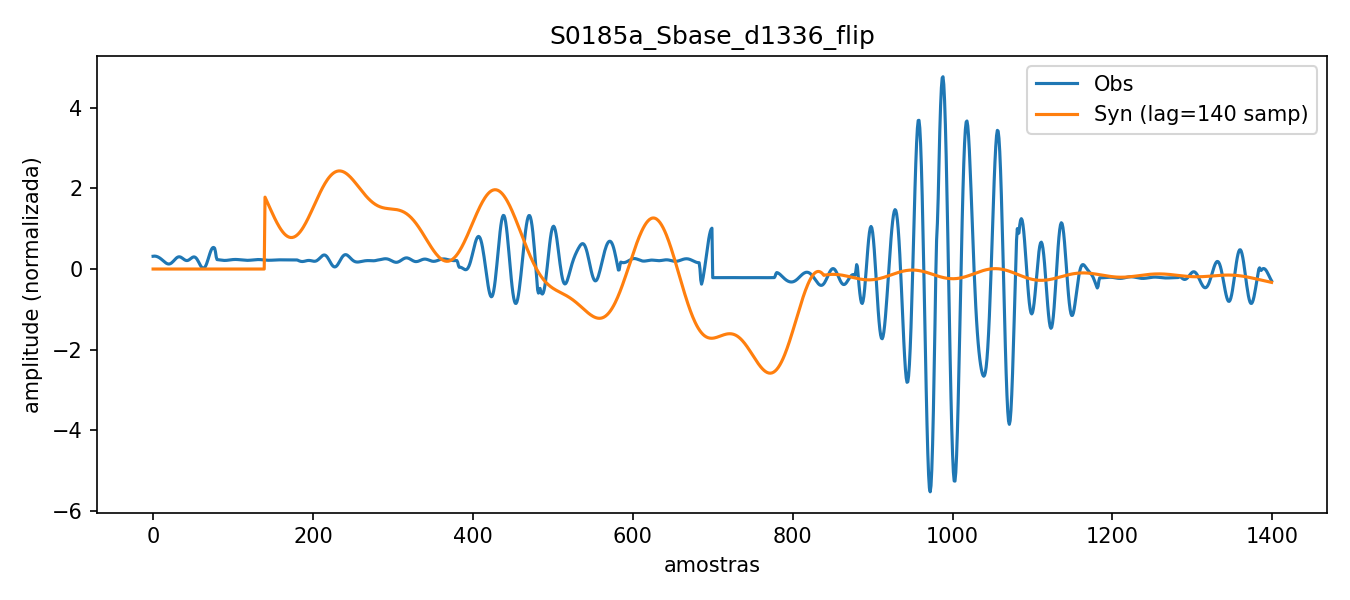 S0185a_Sbase_d1336_flip
Obs
Syn (lag=140 samp)
amplitude (normalizada)
4
2
0
−2
−4
−6
0 200 400 600 800 1000 1200 1400
amostras